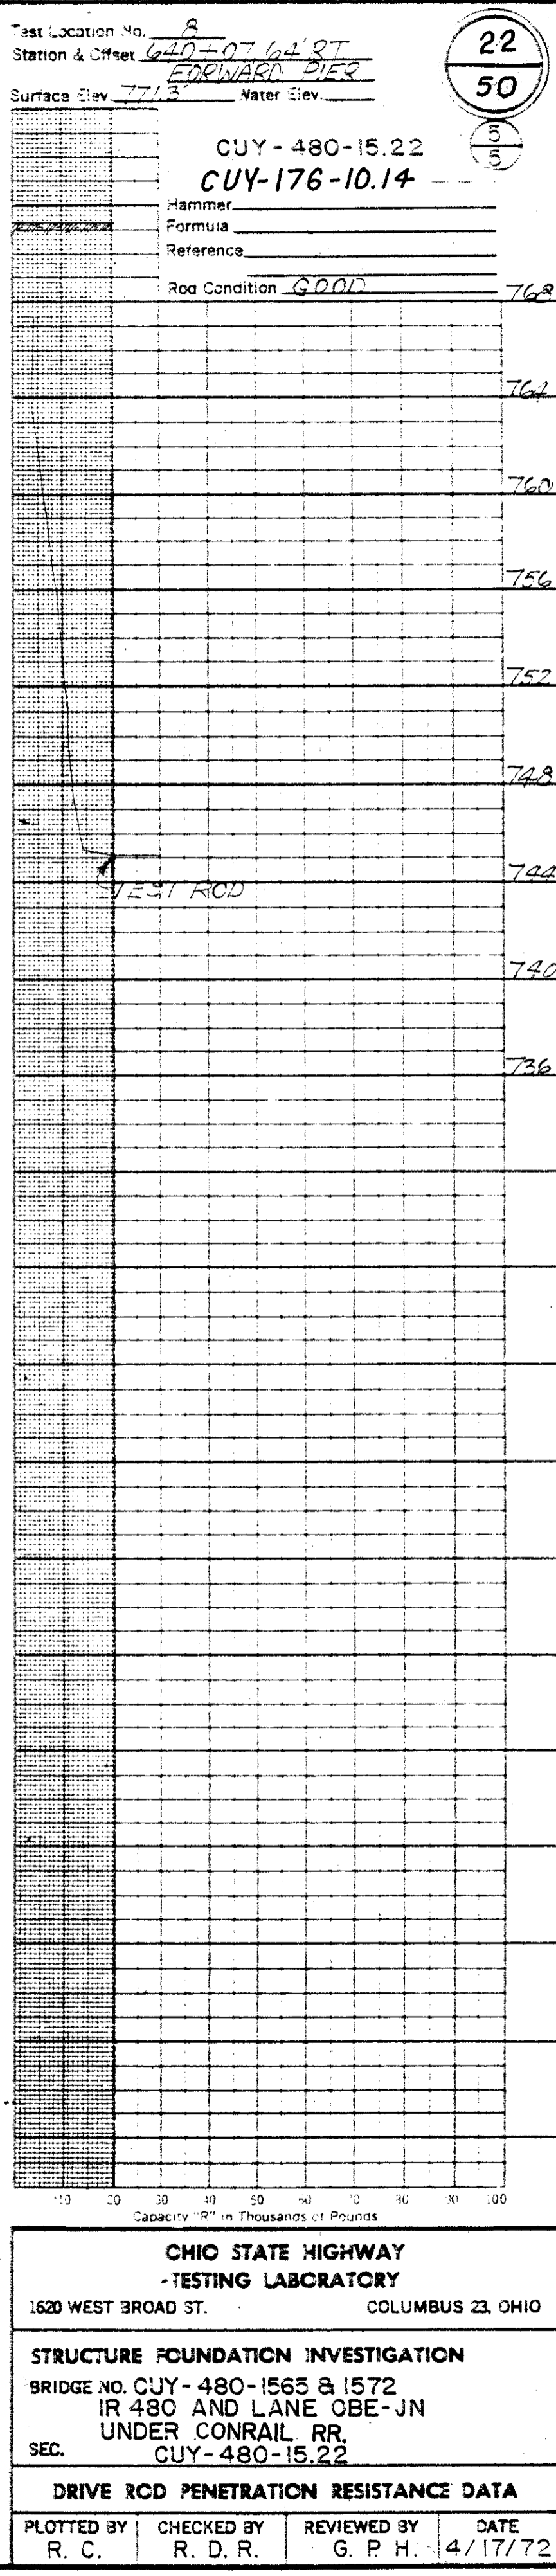 Test Location No. 8
Station & Offset 640+07 64' RT
FORWARD PIER
Surface Elev. 771.3' Water Elev.
22
50
5
5
CUY-480-15.22
CUY-176-10.14
Hammer
Formula
Reference
Rod Condition GOOD
768
764
760
756
752
748
744
TEST ROD
740
736
10 20 30 40 50 60 70 80 90 100
Capacity "R" in Thousands of Pounds
OHIO STATE HIGHWAY
TESTING LABORATORY
1620 WEST BROAD ST. COLUMBUS 23, OHIO
STRUCTURE FOUNDATION INVESTIGATION
BRIDGE NO. CUY-480-1565 & 1572
IR 480 AND LANE OBE-JN
UNDER CONRAIL RR.
SEC. CUY-480-15.22
DRIVE ROD PENETRATION RESISTANCE DATA
PLOTTED BY CHECKED BY REVIEWED BY DATE
R. C. R. D. R. G. P. H. 4/17/72